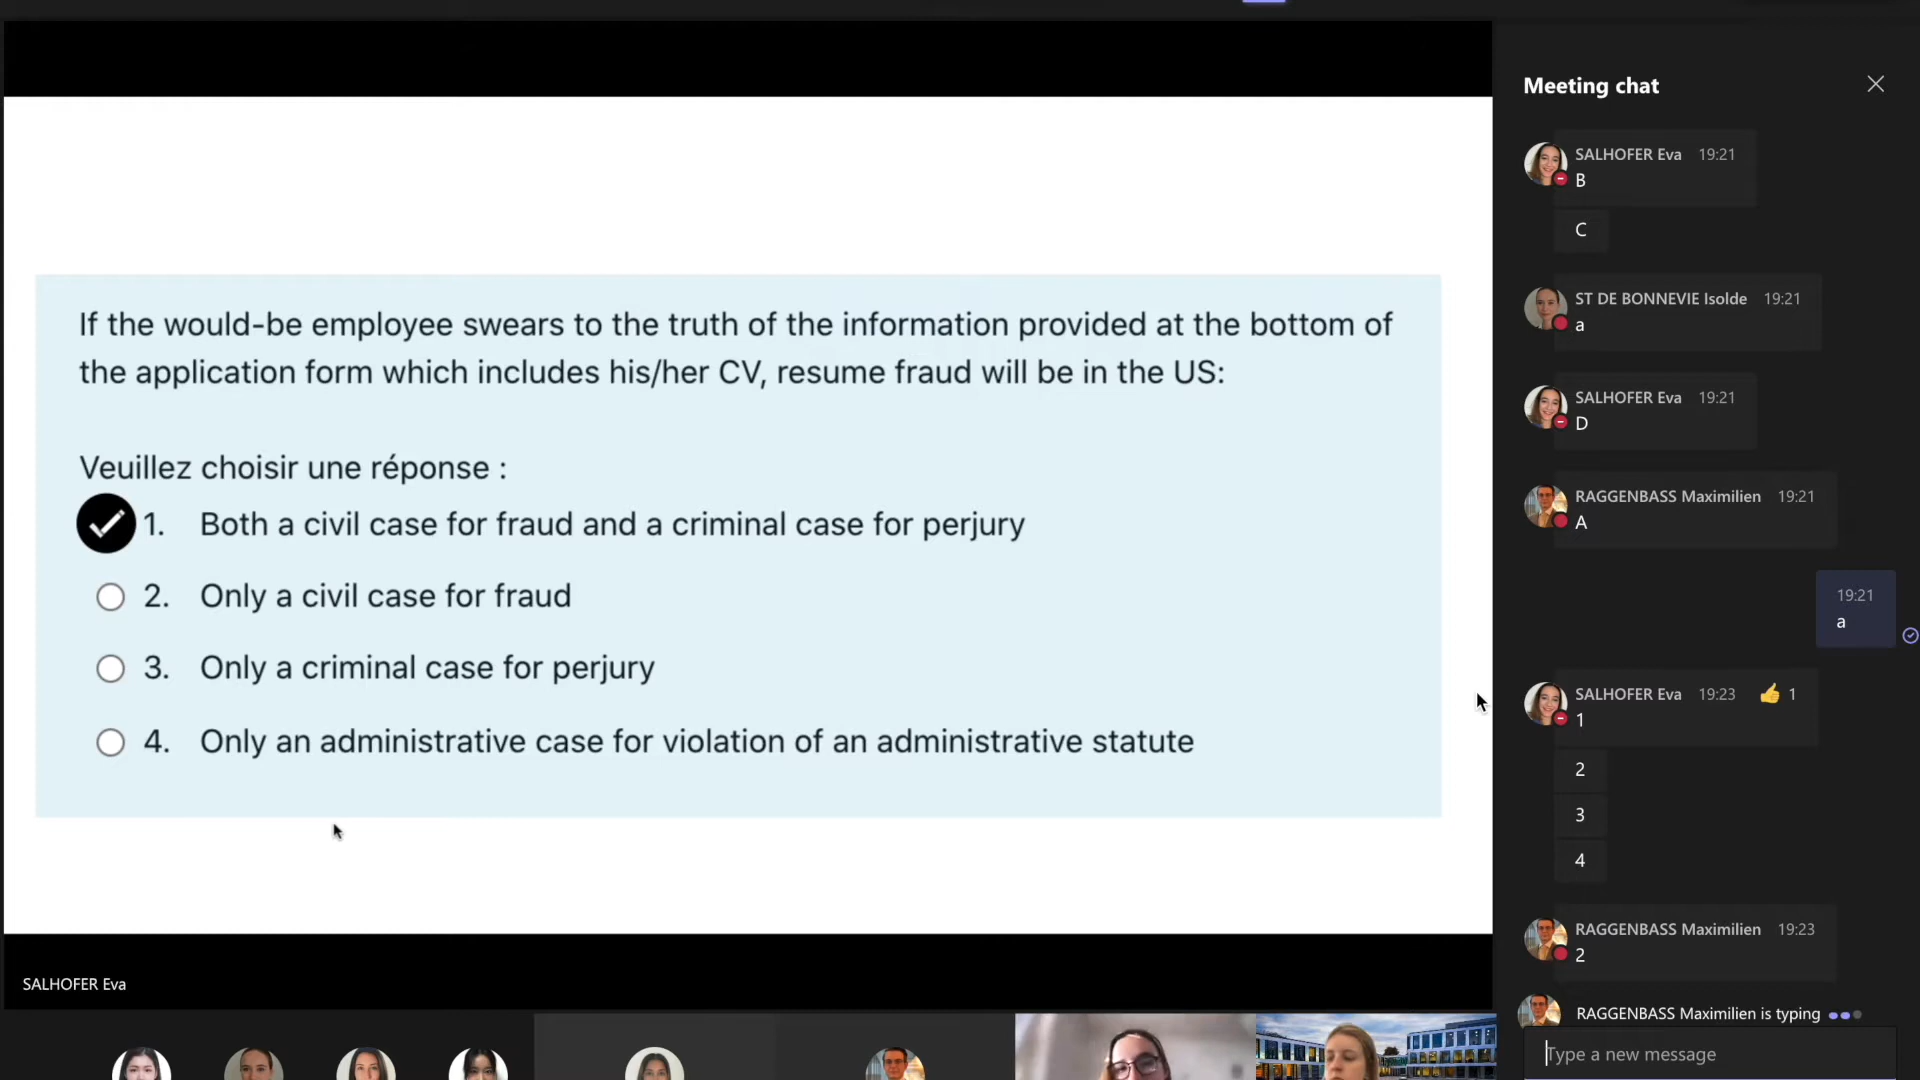 If the would-be employee swears to the truth of the information provided at the bottom of
the application form which includes his/her CV, resume fraud will be in the US:
Veuillez choisir une réponse :
1. Both a civil case for fraud and a criminal case for perjury
2. Only a civil case for fraud
3. Only a criminal case for perjury
4. Only an administrative case for violation of an administrative statute
SALHOFER Eva
Meeting chat
SALHOFER Eva 19:21
B
C
ST DE BONNEVIE Isolde 19:21
a
SALHOFER Eva 19:21
D
RAGGENBASS Maximilien 19:21
A
19:21
a
SALHOFER Eva 19:23 👍 1
1
2
3
4
RAGGENBASS Maximilien 19:23
2
RAGGENBASS Maximilien is typing
Type a new message